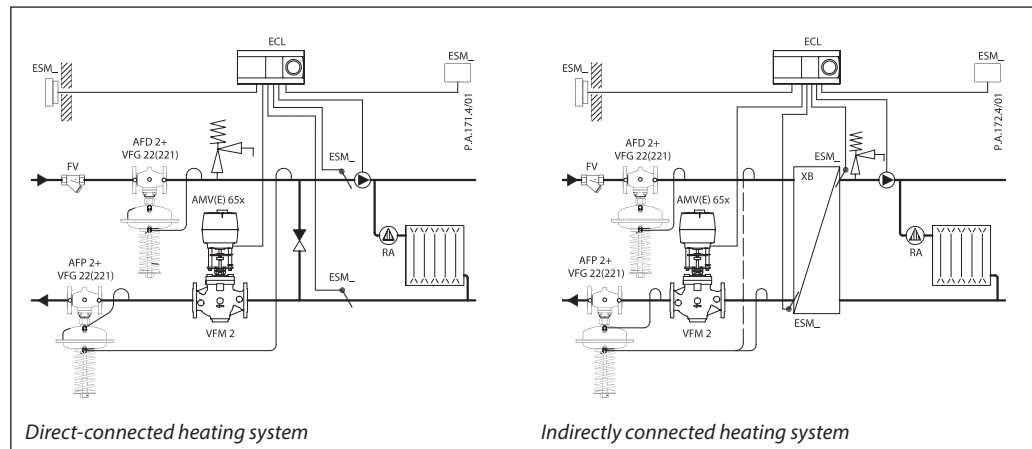 ECL
ESM_
ESM_
P.A.171.4/01
AFD 2+
VFG 22(221)
FV
ESM_
AMV(E) 65x
RA
AFP 2+
VFG 22(221)
ESM_
VFM 2
Direct-connected heating system
ECL
ESM_
ESM_
P.A.172.4/01
AFD 2+
VFG 22(221)
FV
ESM_
XB
AMV(E) 65x
RA
AFP 2+
VFG 22(221)
ESM_
VFM 2
Indirectly connected heating system